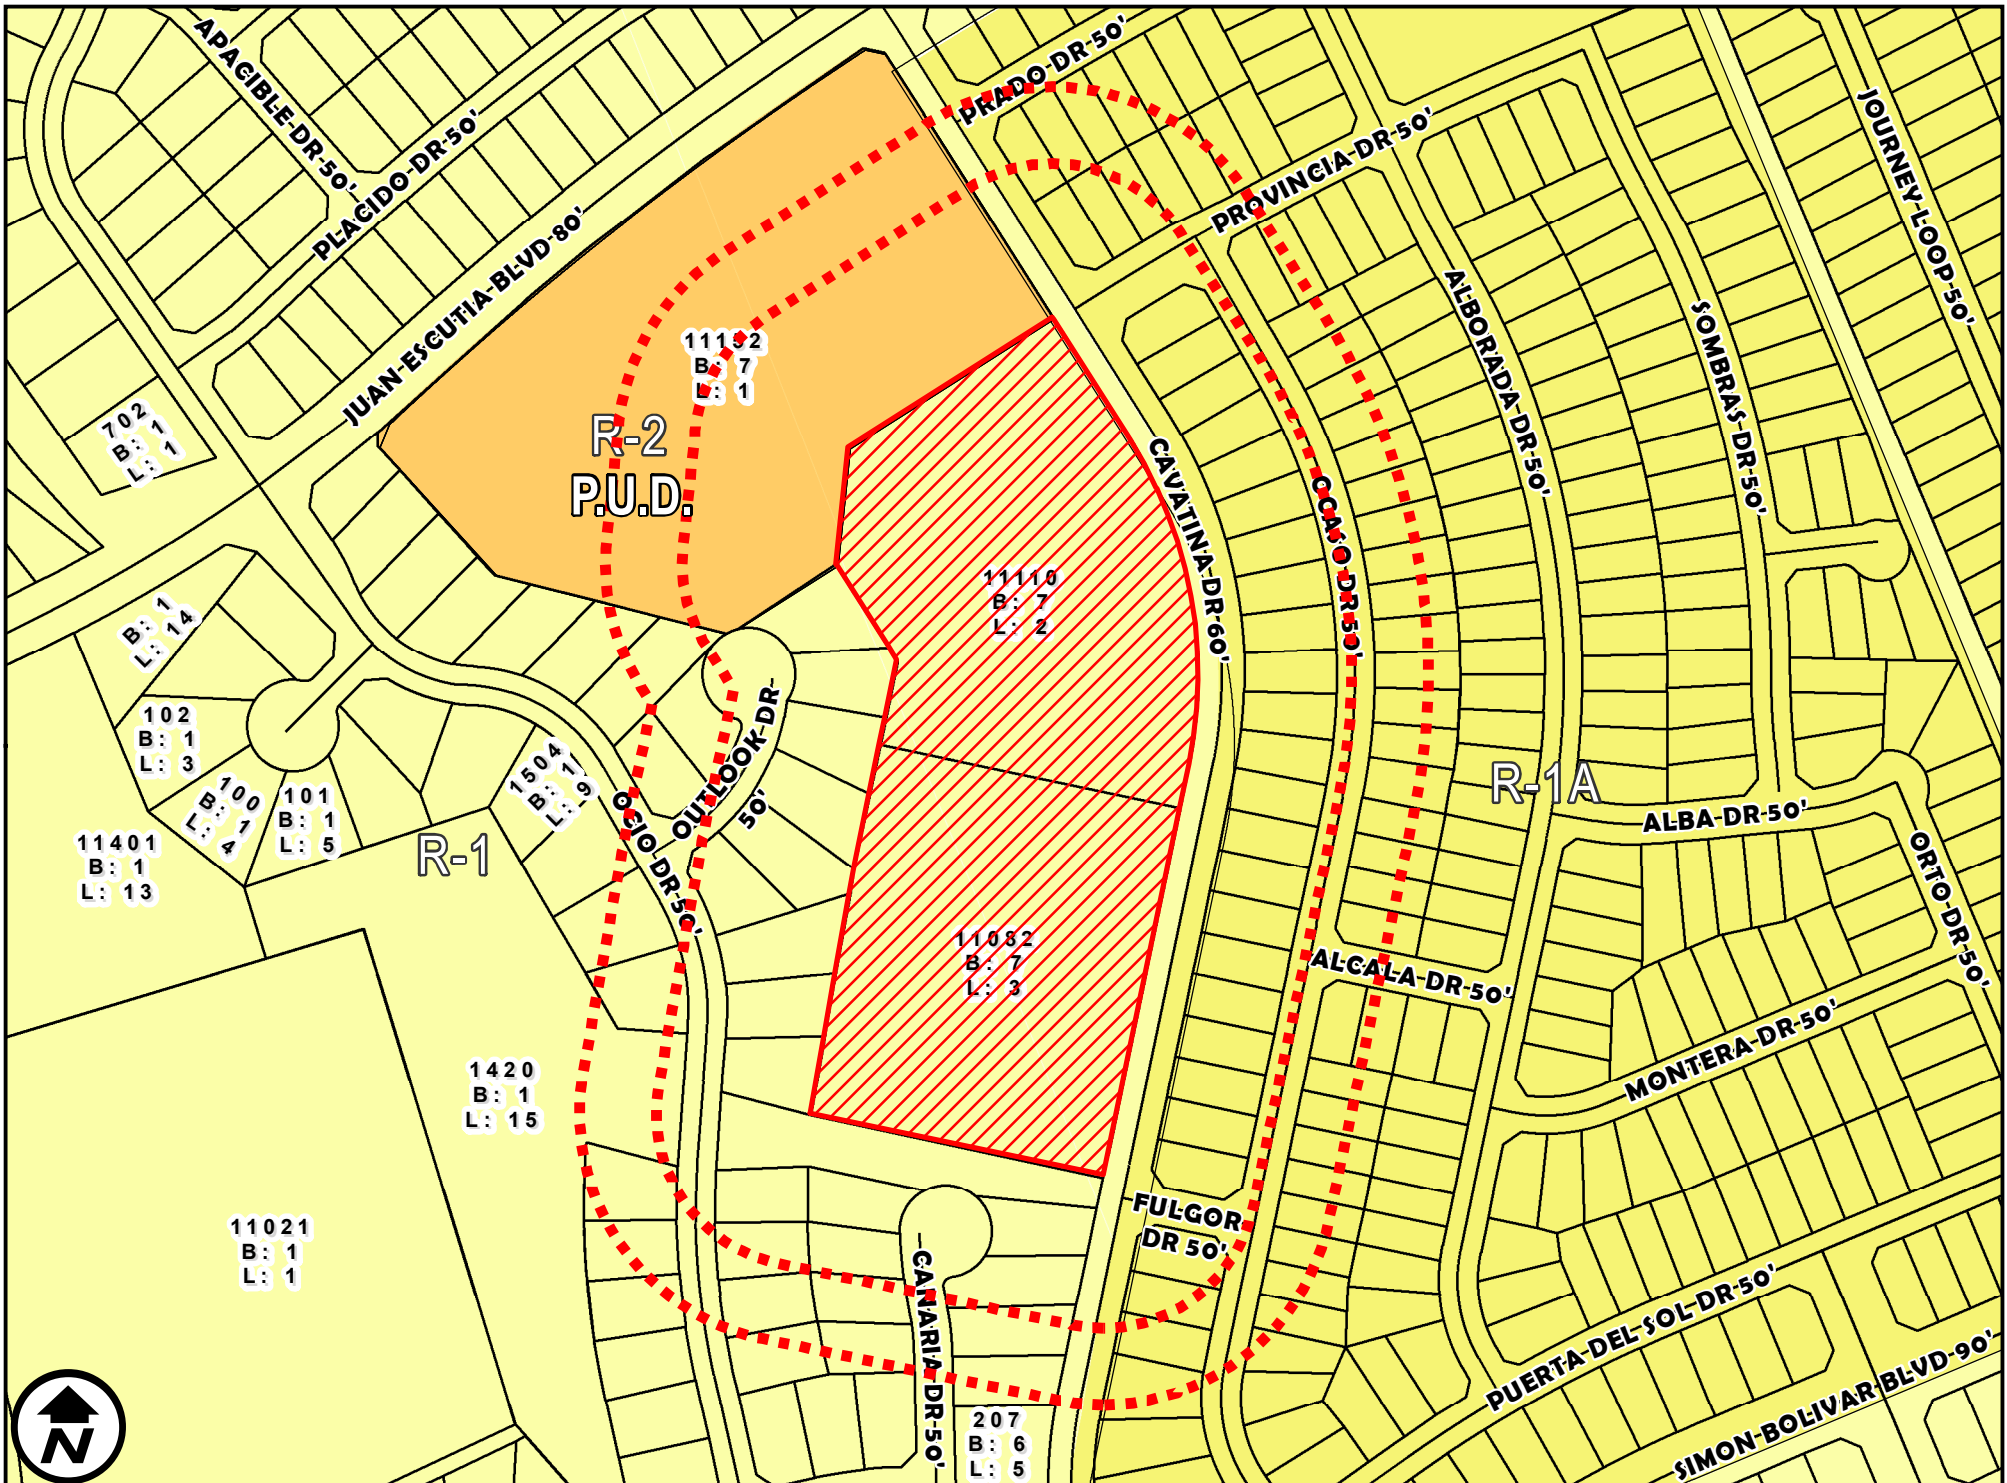 APACIBLE-DR-50'
PLACIDO-DR-50'
JUAN-ESCUTIA-BLVD-80'
PRADO-DR-50'
PROVINCIA-DR-50'
JOURNEY-LOOP-50'
ALBORADA-DR-50'
SOMBRAS-DR-50'
11152
B: 7
L: 1
R-2
P.U.D.
702
B: 1
L: 1
CAVATINA-DR-60'
OCASO-DR-50'
11110
B: 7
L: 2
B: 1
L: 14
102
B: 1
L: 3
100
B: 1
L: 4
101
B: 1
L: 5
1504
B: 1
L: 9
OUTLOOK-DR-
50'
OCIO-DR-50'
R-1
11401
B: 1
L: 13
R-1A
ALBA-DR-50'
ORTO-DR-50'
11082
B: 7
L: 3
ALCALA-DR-50'
MONTERA-DR-50'
1420
B: 1
L: 15
11021
B: 1
L: 1
FULGOR
DR 50'
CANARIA-DR-50'
PUERTA-DEL-SOL-DR-50'
SIMON-BOLIVAR-BLVD-90'
207
B: 6
L: 5
N